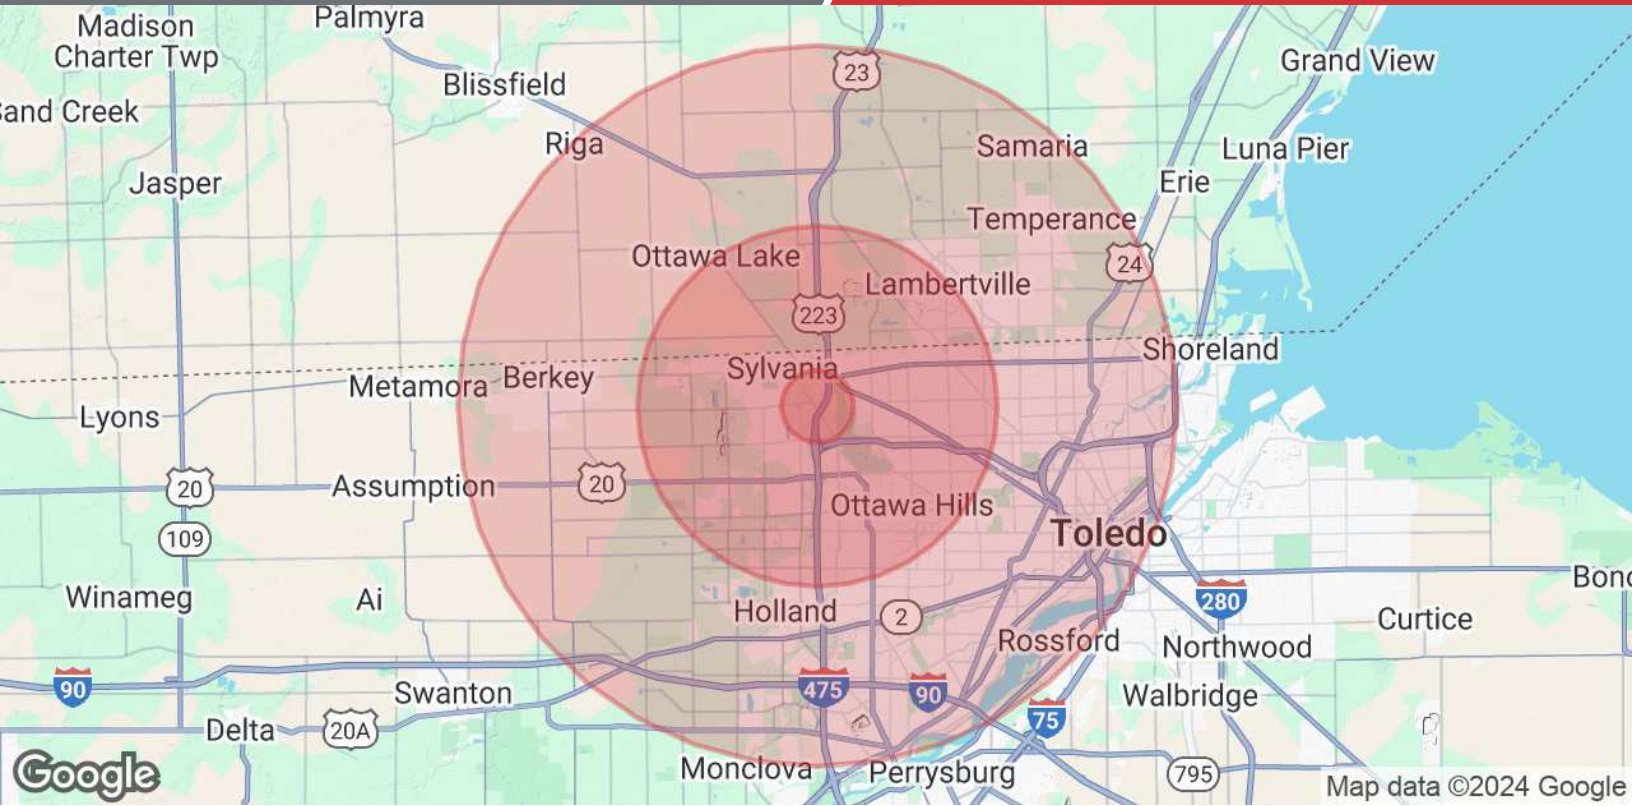 Madison
Charter Twp
Palmyra
Grand View
Blissfield
Sand Creek
23
Riga
Samaria
Luna Pier
Jasper
Erie
Temperance
Ottawa Lake
24
Lambertville
223
Shoreland
Sylvania
Metamora
Berkey
Lyons
20
Assumption
20
Ottawa Hills
109
Toledo
Winameg
Ai
280
Holland
2
Curtice
Rossford
Northwood
90
475
90
Swanton
Walbridge
75
Delta
20A
Monclova
Perrysburg
795
Google
Map data ©2024 Google